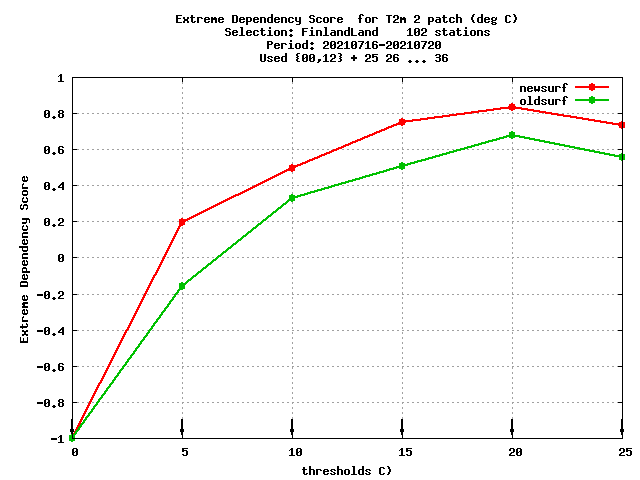 Extreme Dependency Score  for T2m 2 patch (deg C)
Selection: FinlandLand    102 stations
Period: 20210716-20210720
Used {00,12} + 25 26 ... 36
newsurf
oldsurf
1
0.8
0.6
0.4
0.2
0
-0.2
-0.4
-0.6
-0.8
-1
Extreme Dependency Score
0 5 10 15 20 25
thresholds C)